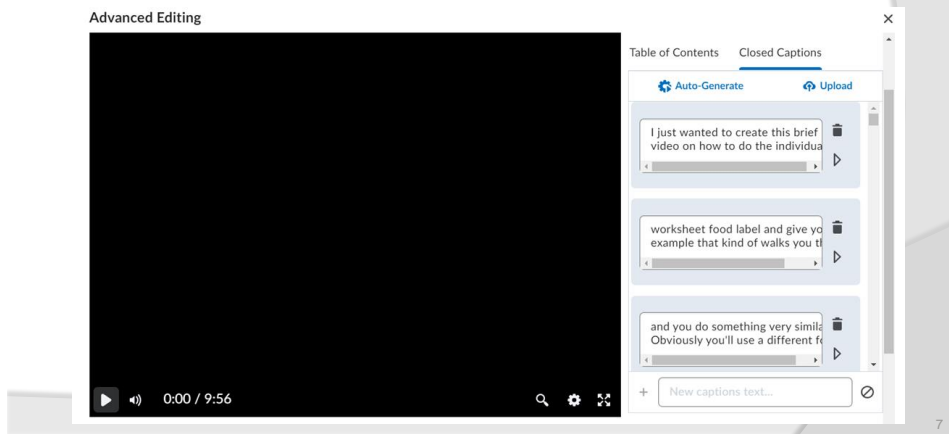 Advanced Editing
Table of Contents Closed Captions
Auto-Generate Upload
I just wanted to create this brief
video on how to do the individua
worksheet food label and give yo
example that kind of walks you
and you do something very simila
Obviously you'll use a different
0:00 / 9:56
New captions text...
7